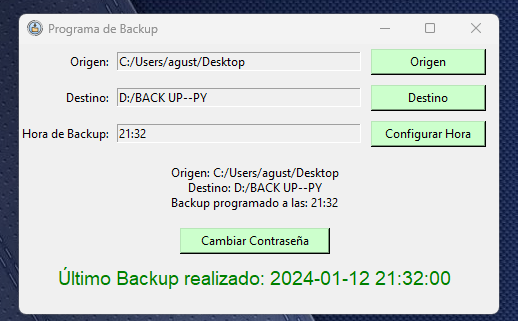 Programa de Backup
Origen: C:/Users/agust/Desktop Origen
Destino: D:/BACK UP--PY Destino
Hora de Backup: 21:32 Configurar Hora
Origen: C:/Users/agust/Desktop
Destino: D:/BACK UP--PY
Backup programado a las: 21:32
Cambiar Contraseña
Último Backup realizado: 2024-01-12 21:32:00